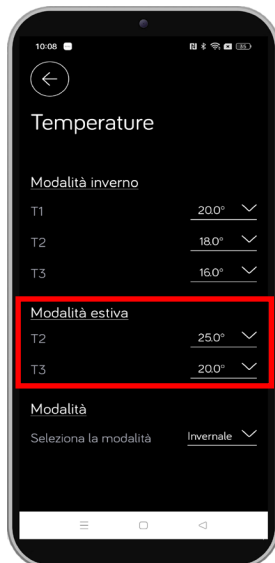 10:08
35
Temperature
Modalità inverno
T1 20.0°
T2 18.0°
T3 16.0°
Modalità estiva
T2 25.0°
T3 20.0°
Modalità
Seleziona la modalità Invernale